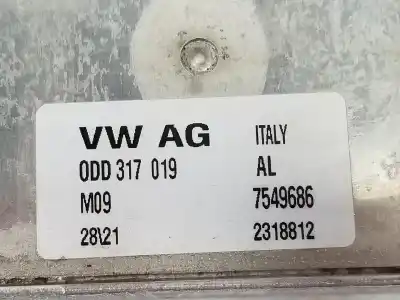 VW AG ITALY
0DD 317 019 AL
M09 7549686
28\21 2318812